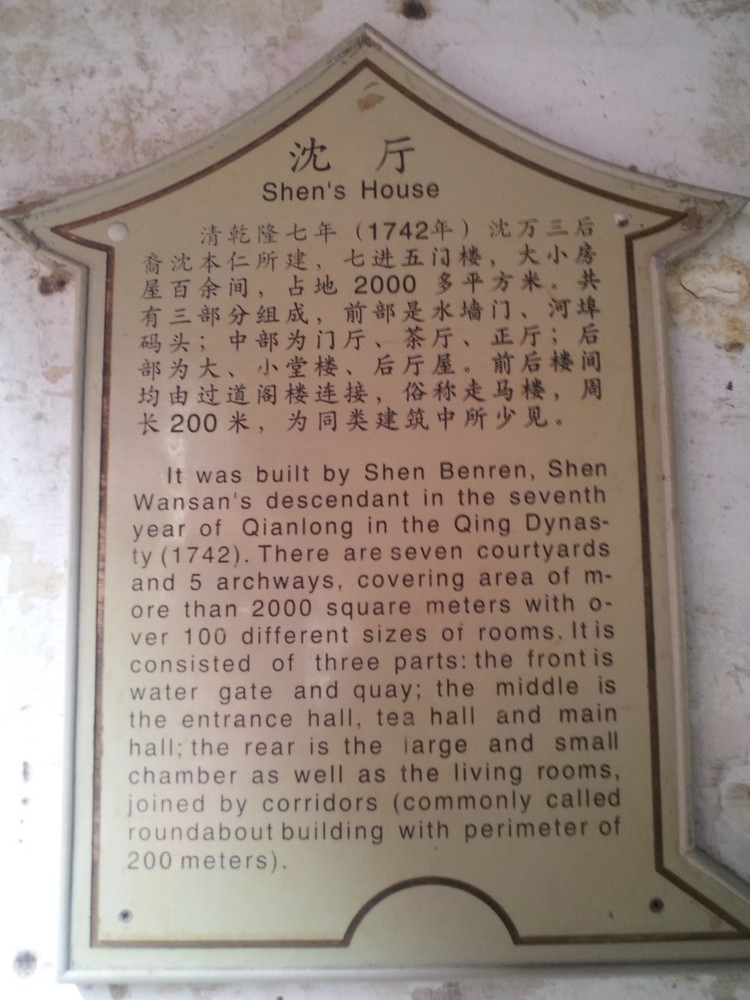 沈厅
Shen's House
清乾隆七年（1742年）沈万三后
裔沈本仁所建，七进五门楼，大小房
屋百余间，占地 2000 多平方米。共
有三部分组成，前部是水墙门、河埠
码头；中部为门厅、茶厅、正厅；后
部为大、小堂楼、后厅屋。前后楼间
均由过道阁楼连接，俗称走马楼，周
长为 200 米，为同类建筑中所少见。
It was built by Shen Benren, Shen
Wansan's descendant in the seventh
year of Qianlong in the Qing Dynas-
ty (1742). There are seven courtyards
and 5 archways, covering area of m-
ore than 2000 square meters with o-
ver 100 different sizes of rooms. It is
consisted of three parts: the front is
water gate and quay; the middle is
the entrance hall, tea hall and main
hall; the rear is the large and small
chamber as well as the living rooms,
joined by corridors (commonly called
roundabout building with perimeter of
200 meters).